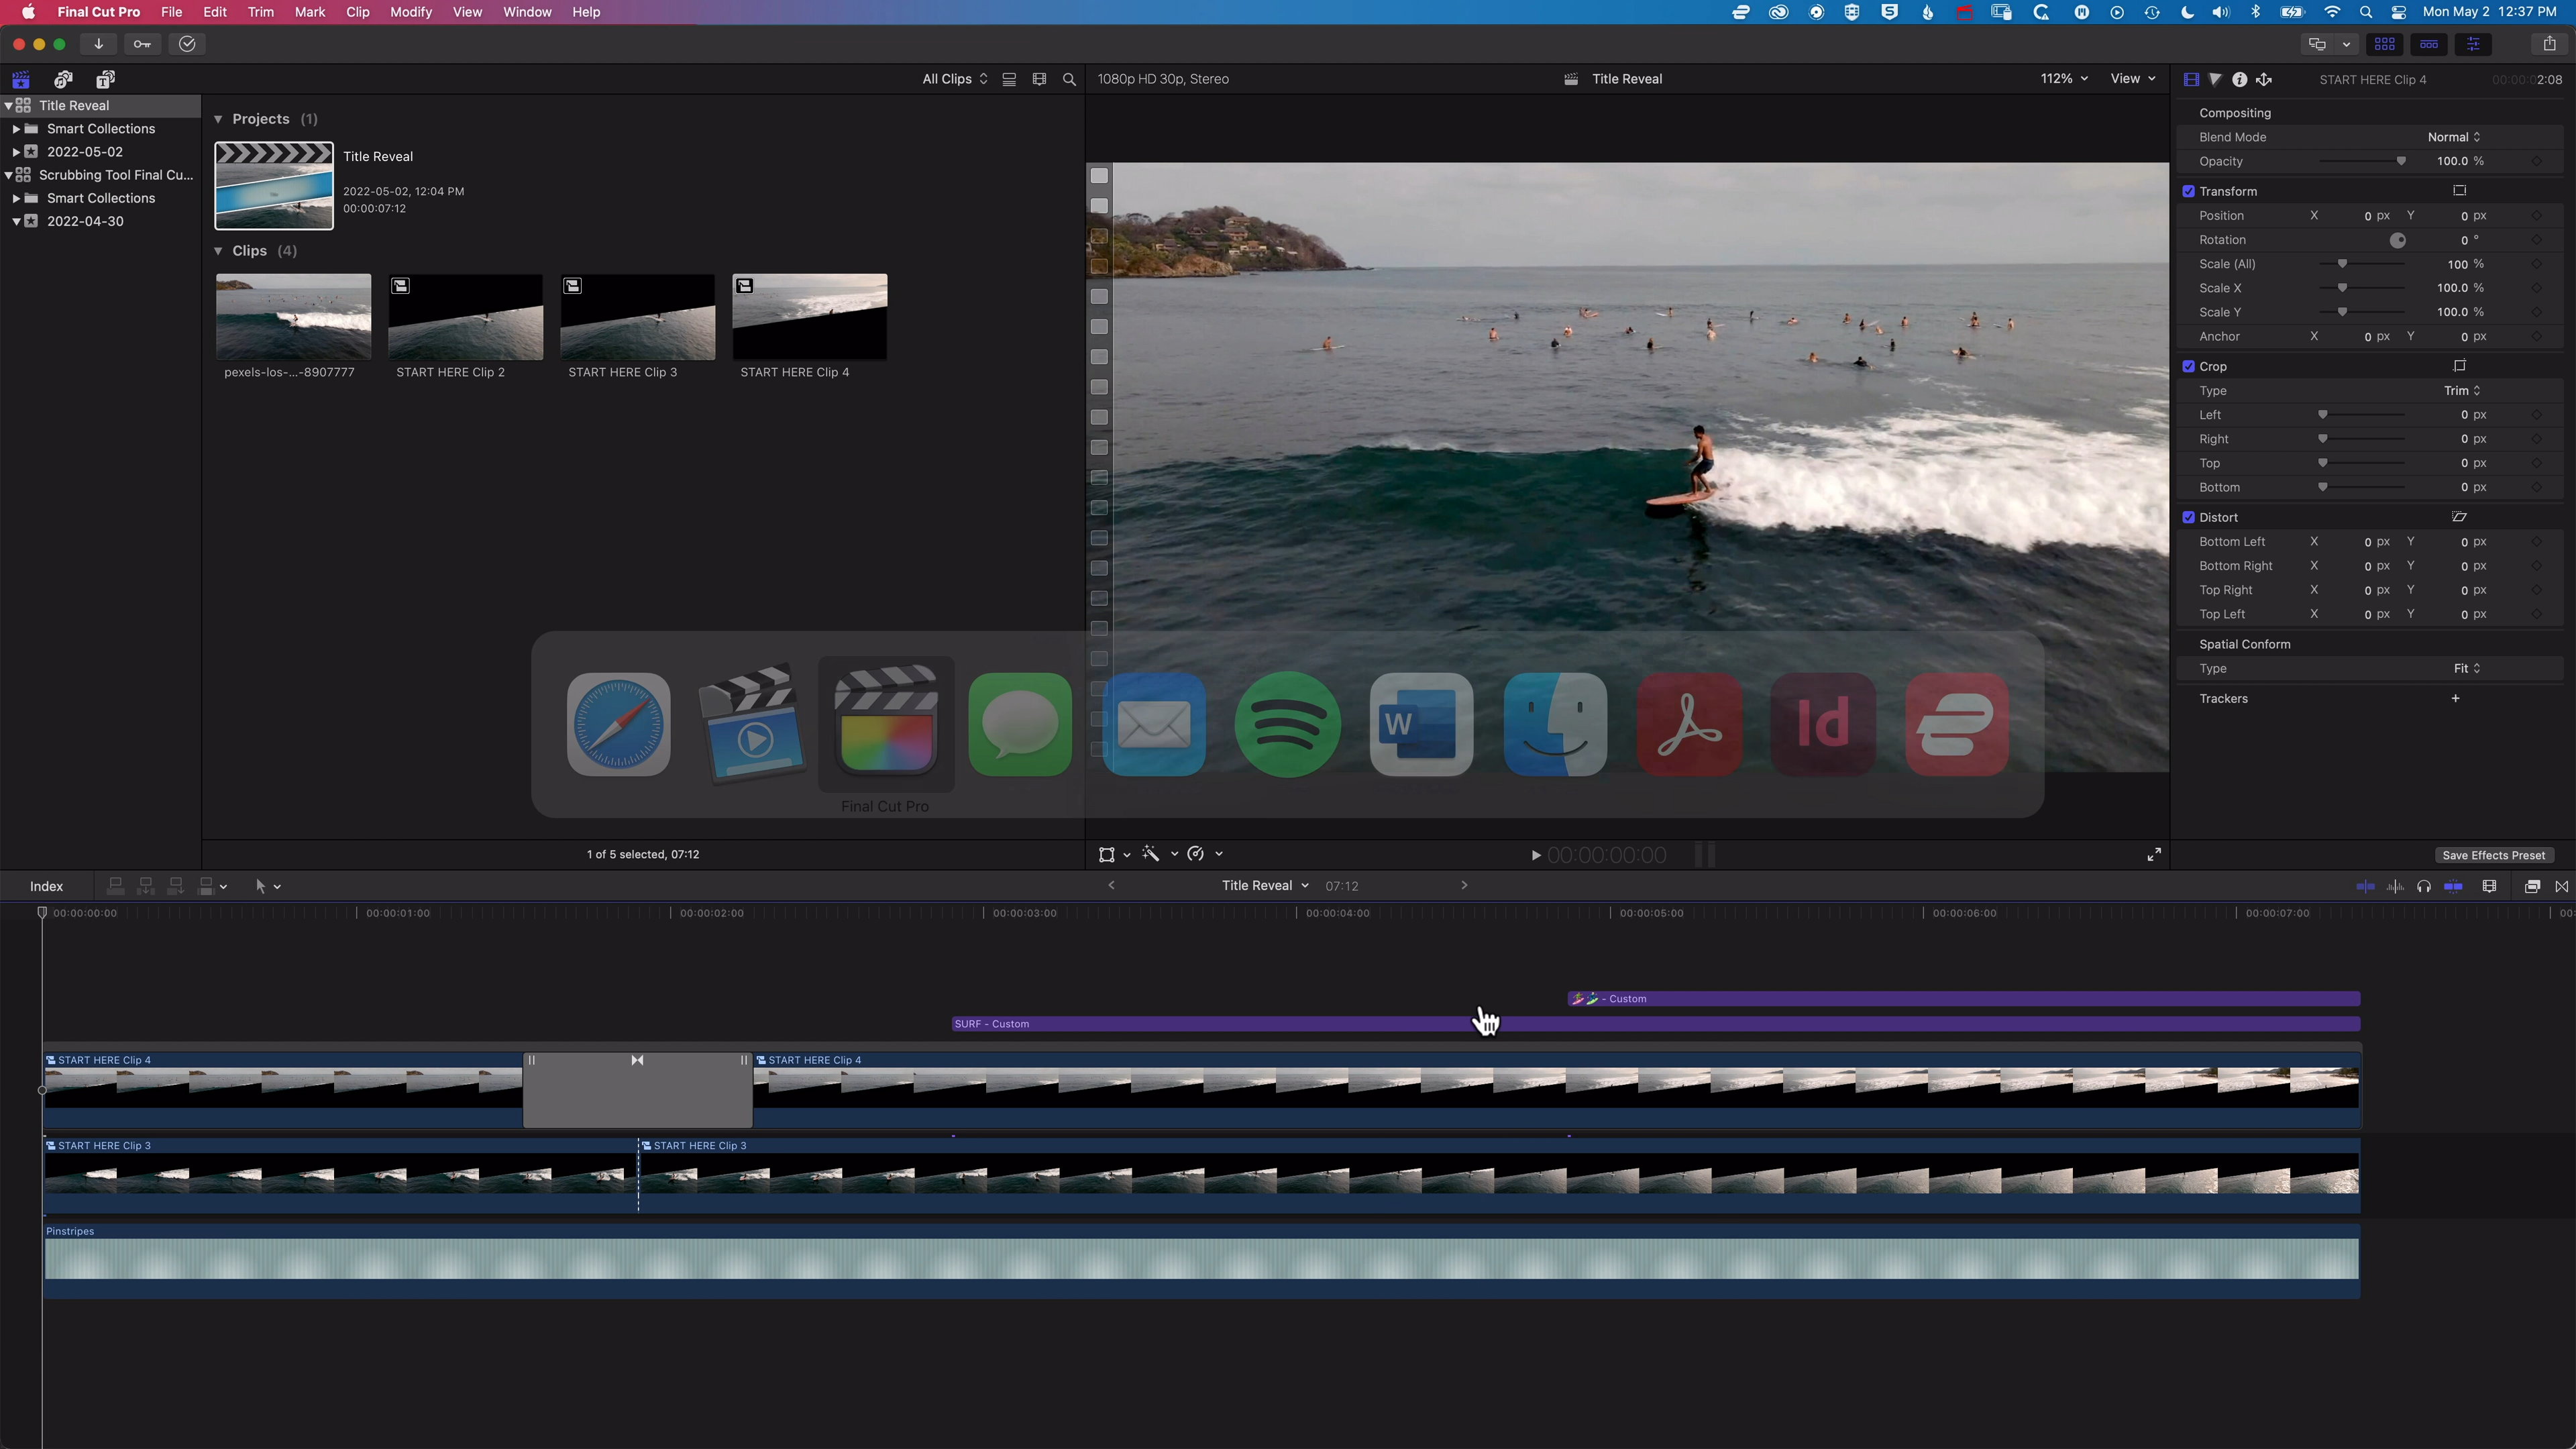 Final Cut Pro File Edit Trim Mark Clip Modify View Window Help Mon May 2 12:37 PM
All Clips 1080p HD 30p, Stereo Title Reveal 112% View START HERE Clip 4 00:00:02:08
Title Reveal
Smart Collections
2022-05-02
Scrubbing Tool Final Cu...
Smart Collections
2022-04-30
Projects (1)
Title Reveal
2022-05-02, 12:04 PM
00:00:07:12
Clips (4)
pexels-los-...-8907777 START HERE Clip 2 START HERE Clip 3 START HERE Clip 4
Compositing
Blend Mode Normal
Opacity 100.0 %
Transform
Position X 0 px Y 0 px
Rotation 0 °
Scale (All) 100 %
Scale X 100.0 %
Scale Y 100.0 %
Anchor X 0 px Y 0 px
Crop
Type Trim
Left 0 px
Right 0 px
Top 0 px
Bottom 0 px
Distort
Bottom Left X 0 px Y 0 px
Bottom Right X 0 px Y 0 px
Top Right X 0 px Y 0 px
Top Left X 0 px Y 0 px
Spatial Conform
Type Fit
Trackers +
W Id
Final Cut Pro
1 of 5 selected, 07:12 00:00:00:00 Save Effects Preset
Index Title Reveal 07:12
00:00:00:00 00:00:01:00 00:00:02:00 00:00:03:00 00:00:04:00 00:00:05:00 00:00:06:00 00:00:07:00 00:
- Custom
SURF - Custom
START HERE Clip 4 START HERE Clip 4
START HERE Clip 3 START HERE Clip 3
Pinstripes